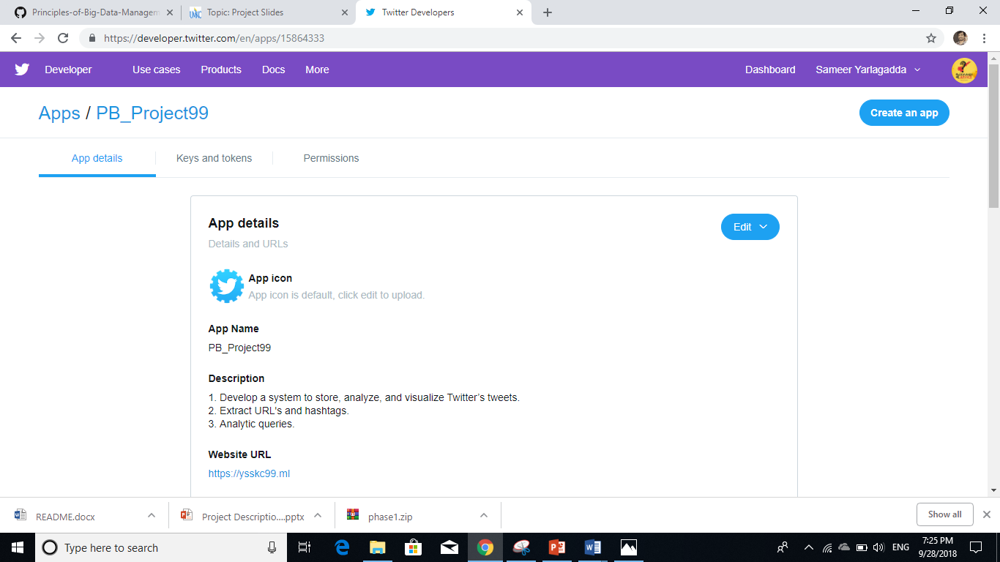 Principles-of-Big-Data-Managem
Topic: Project Slides
Twitter Developers
https://developer.twitter.com/en/apps/15864333
Developer Use cases Products Docs More Dashboard Sameer Yarlagadda
Apps / PB_Project99
Create an app
App details Keys and tokens Permissions
App details
Edit
Details and URLs
App icon
App icon is default, click edit to upload.
App Name
PB_Project99
Description
1. Develop a system to store, analyze, and visualize Twitter’s tweets.
2. Extract URL's and hashtags.
3. Analytic queries.
Website URL
https://ysskc99.ml
README.docx
Project Descriptio....pptx
phase1.zip
Show all
Type here to search
ENG
7:25 PM
9/28/2018